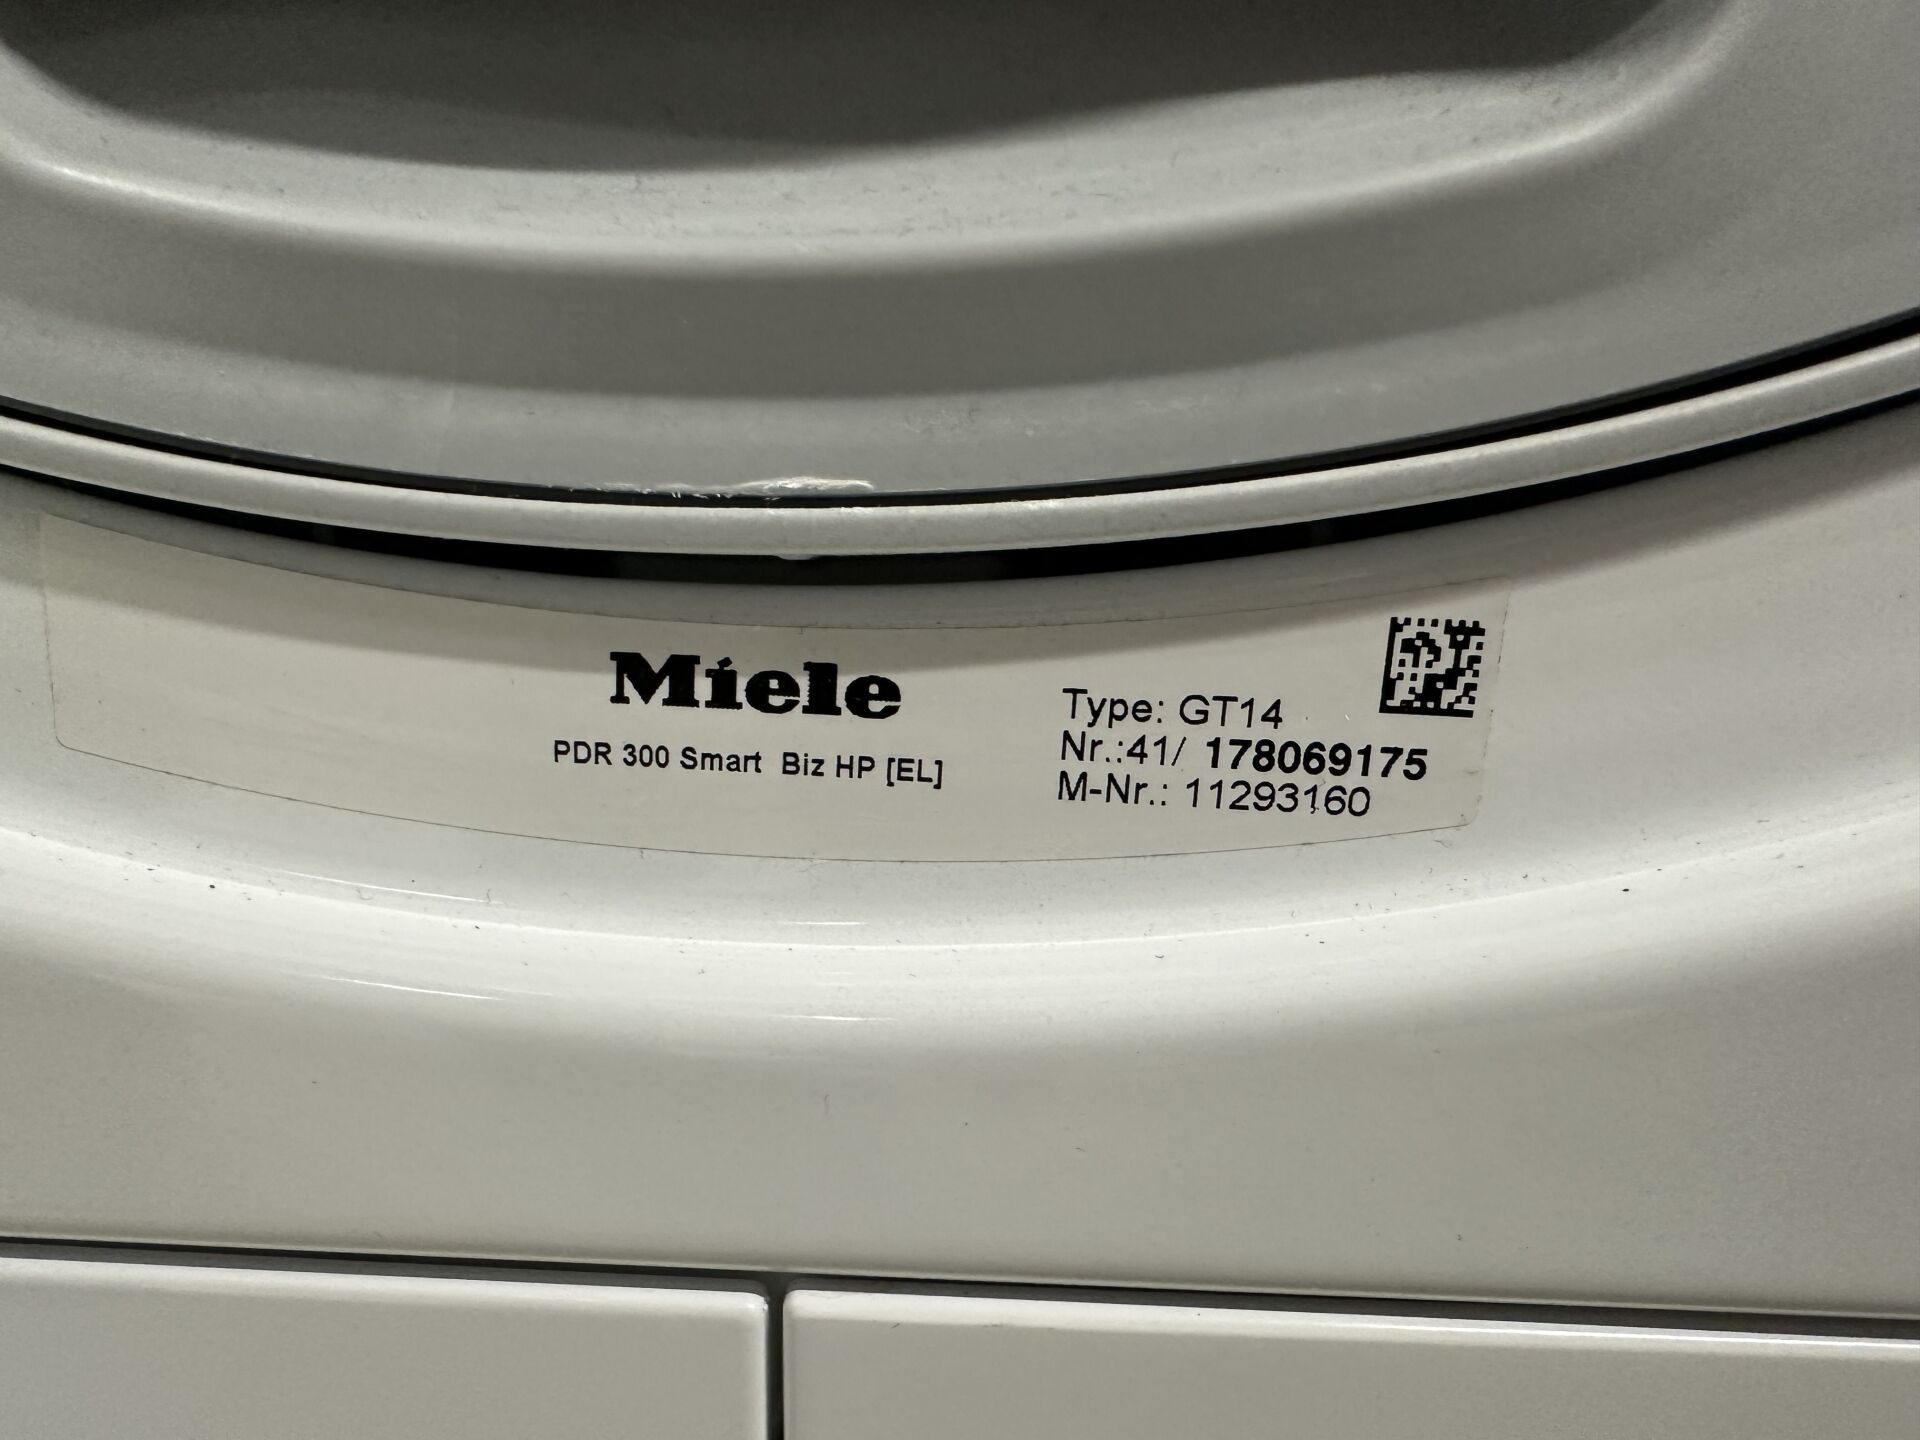 Miele
PDR 300 Smart Biz HP [EL]
Type: GT14
Nr.:41/ 178069175
M-Nr.: 11293160